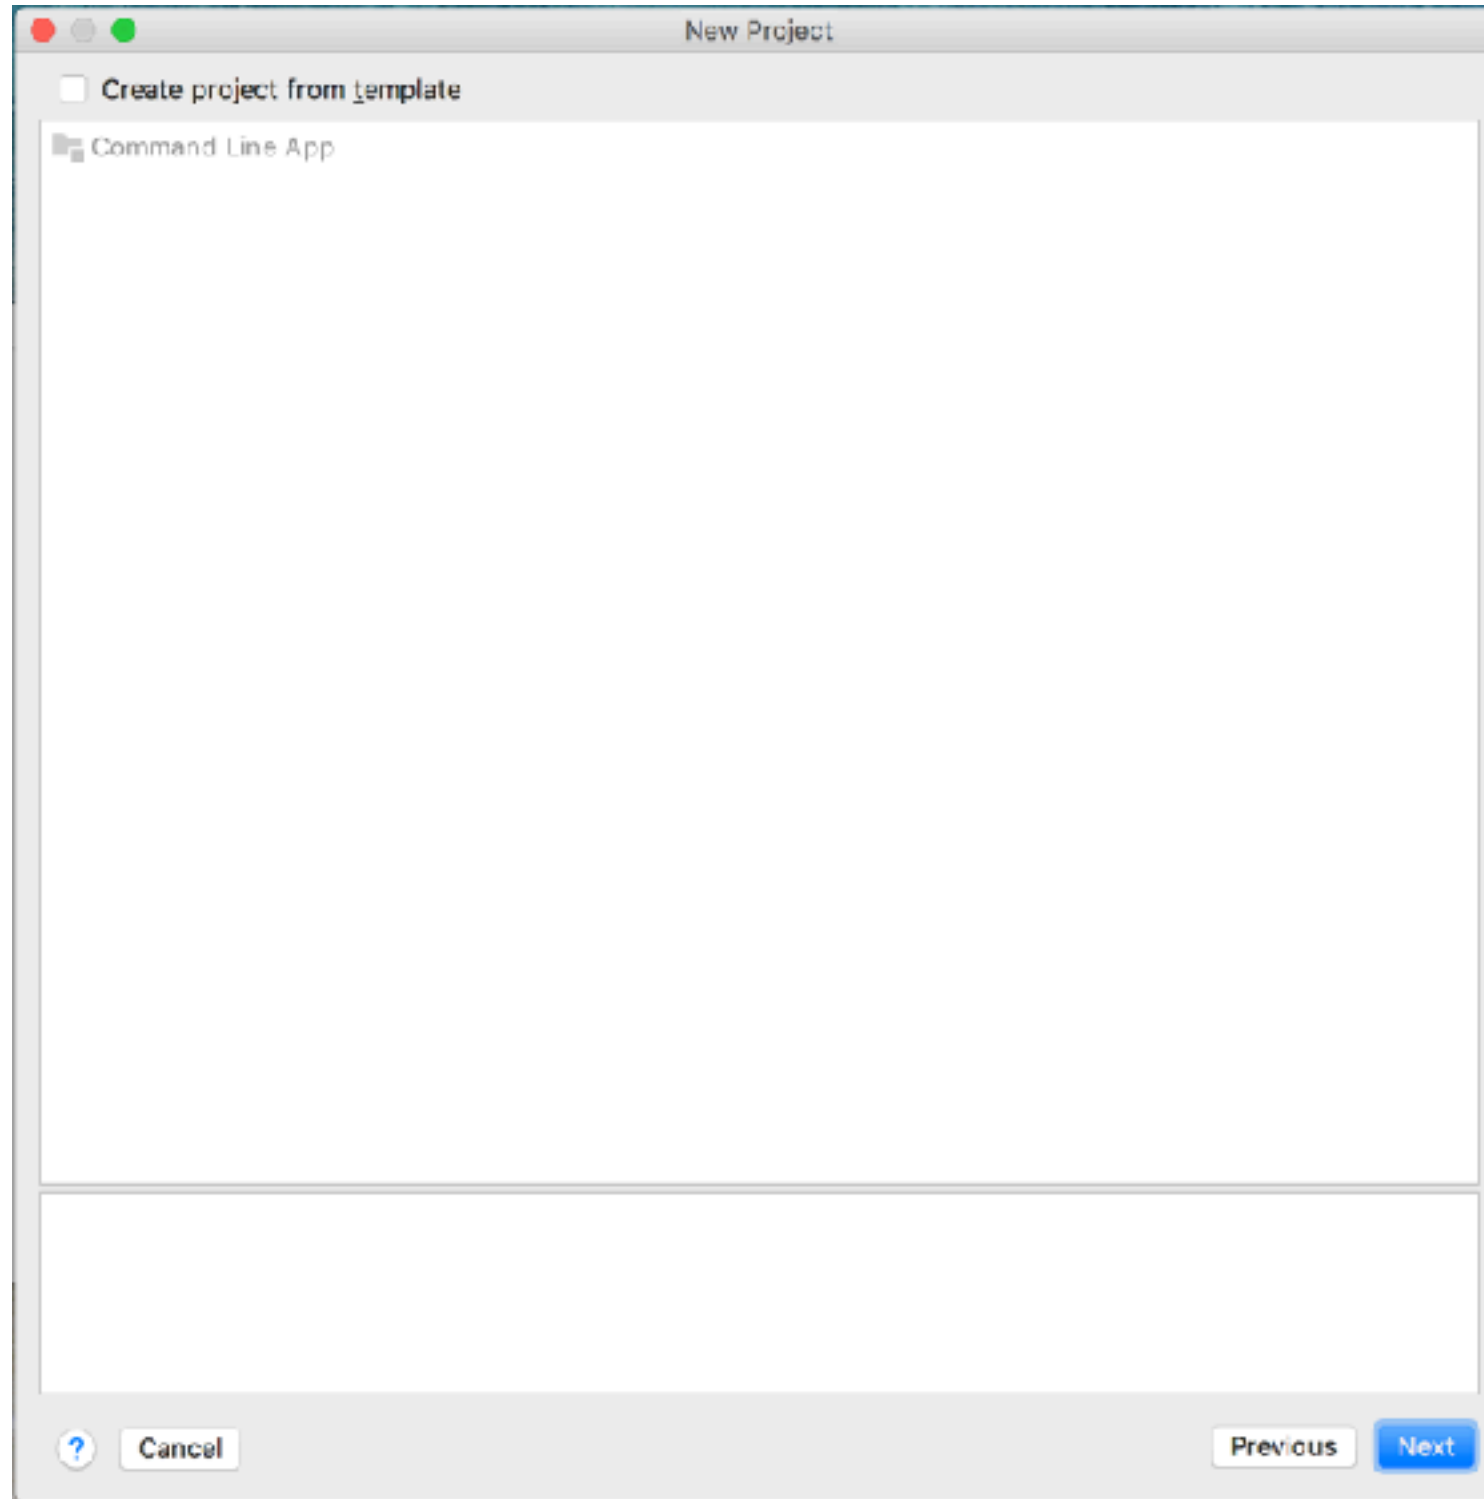 New Project
Create project from template
Command Line App
?
Cancel
Previous
Next